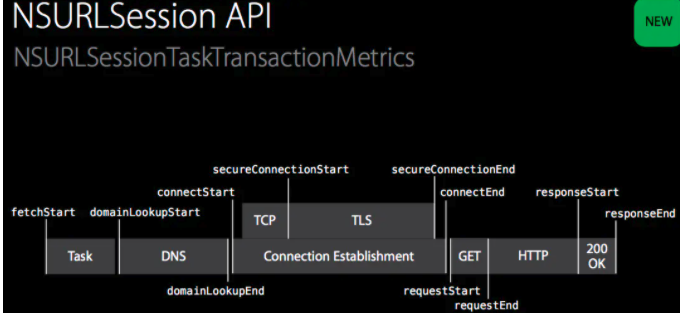 NSURLSession API
NEW
NSURLSessionTaskTransactionMetrics
secureConnectionStart
secureConnectionEnd
connectStart
connectEnd
responseStart
fetchStart
domainLookupStart
responseEnd
TCP
TLS
Task
DNS
Connection Establishment
GET
HTTP
200
OK
domainLookupEnd
requestStart
requestEnd